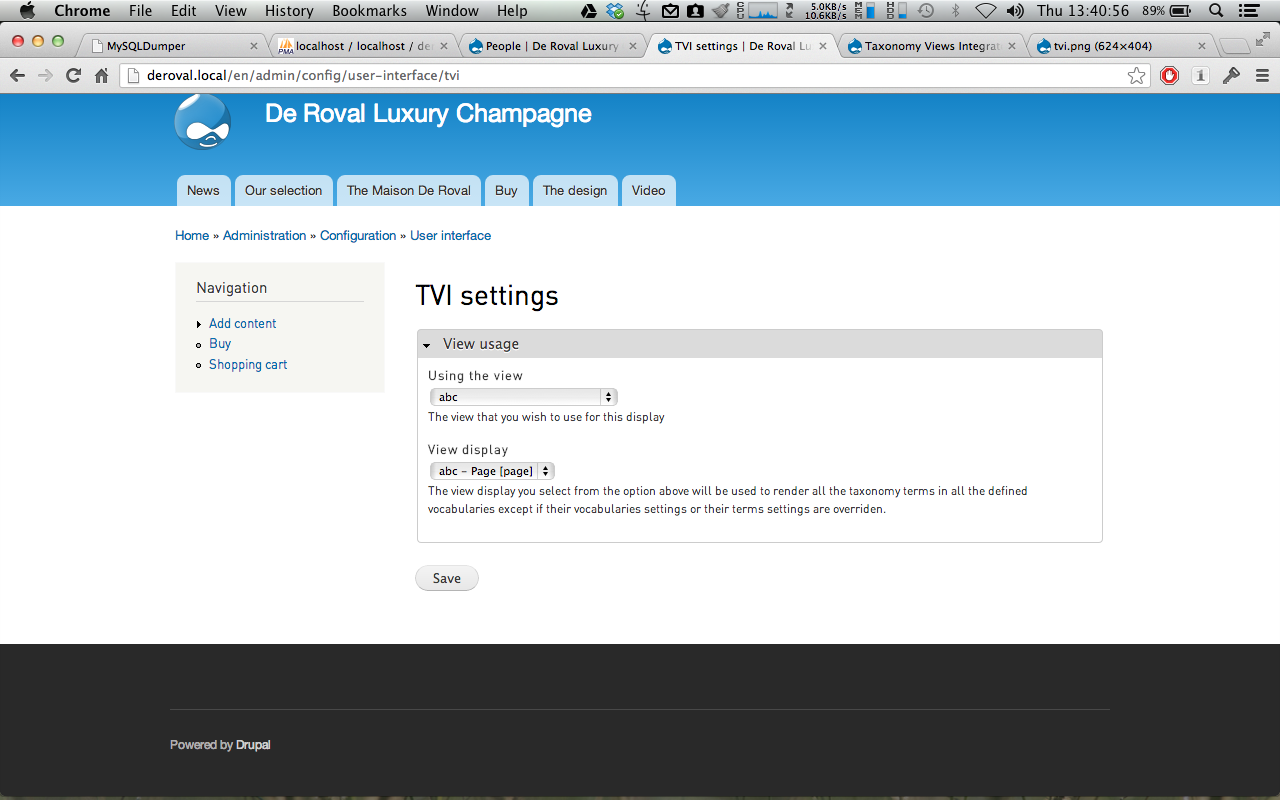 Chrome File Edit View History Bookmarks Window Help 5.0KB/s 10.6KB/s Thu 13:40:56 89%
MySQLDumper localhost / localhost / de People | De Roval Luxury TVI settings | De Roval Lu Taxonomy Views Integrat tvi.png (624×404)
deroval.local/en/admin/config/user-interface/tvi
De Roval Luxury Champagne
News Our selection The Maison De Roval Buy The design Video
Home » Administration » Configuration » User interface
Navigation
Add content
Buy
Shopping cart
TVI settings
View usage
Using the view
abc
The view that you wish to use for this display
View display
abc – Page [page]
The view display you select from the option above will be used to render all the taxonomy terms in all the defined
vocabularies except if their vocabularies settings or their terms settings are overriden.
Save
Powered by Drupal